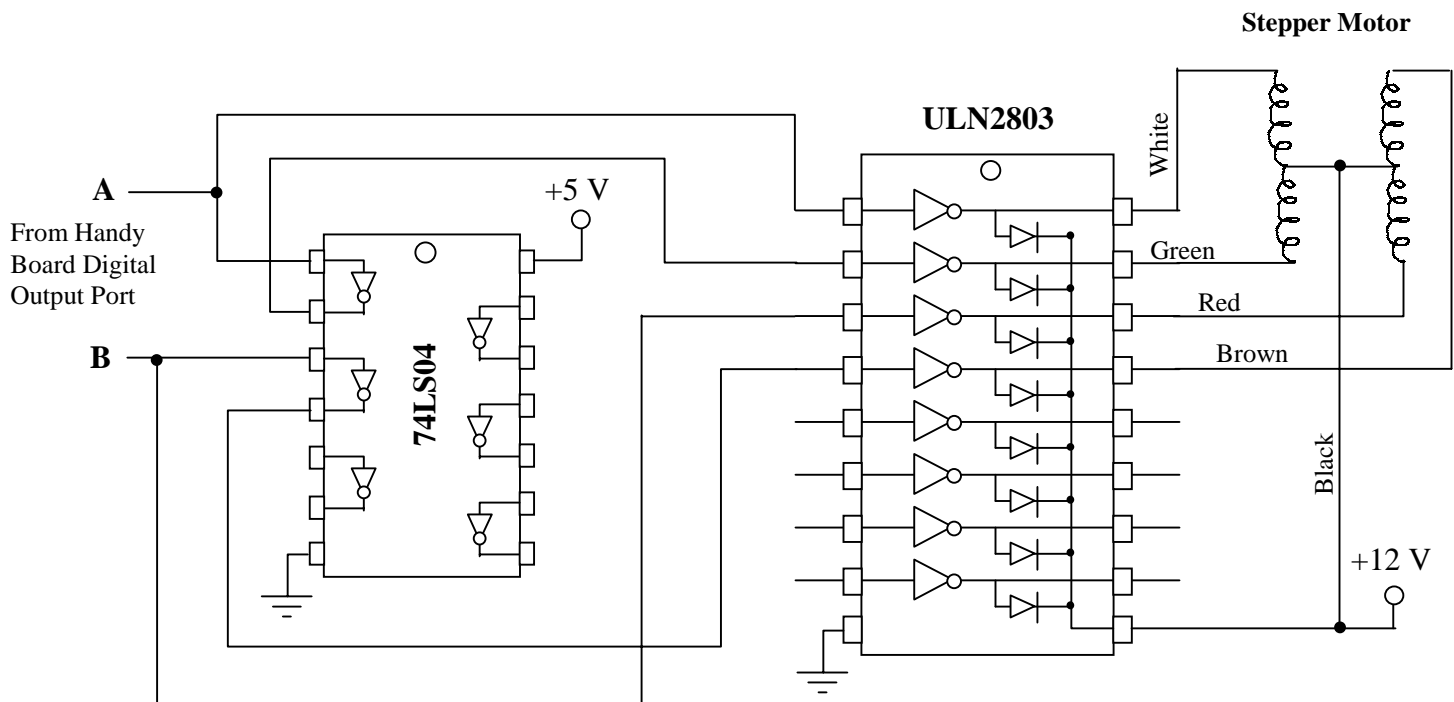 Stepper Motor
ULN2803
White
A
+5 V
From Handy
Board Digital
Output Port
Green
Red
B
Brown
74LS04
Black
+12 V